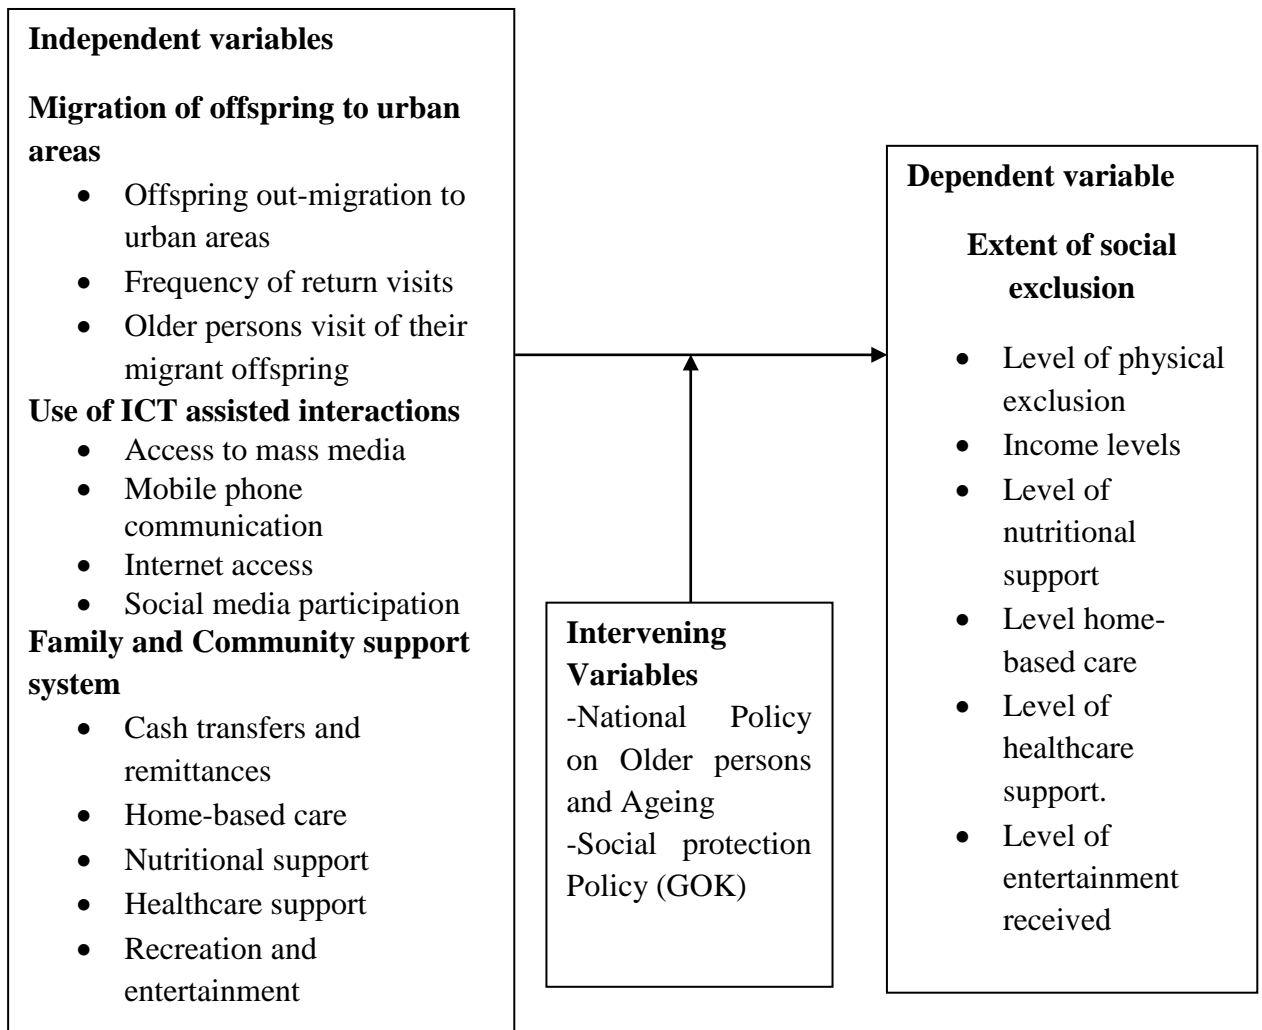 Independent variables
Migration of offspring to urban
areas
• Offspring out-migration to
urban areas
• Frequency of return visits
• Older persons visit of their
migrant offspring
Use of ICT assisted interactions
• Access to mass media
• Mobile phone
communication
• Internet access
• Social media participation
Family and Community support
system
• Cash transfers and
remittances
• Home-based care
• Nutritional support
• Healthcare support
• Recreation and
entertainment
Intervening
Variables
-National Policy
on Older persons
and Ageing
-Social protection
Policy (GOK)
Dependent variable
Extent of social
exclusion
• Level of physical
exclusion
• Income levels
• Level of
nutritional
support
• Level home-
based care
• Level of
healthcare
support.
• Level of
entertainment
received